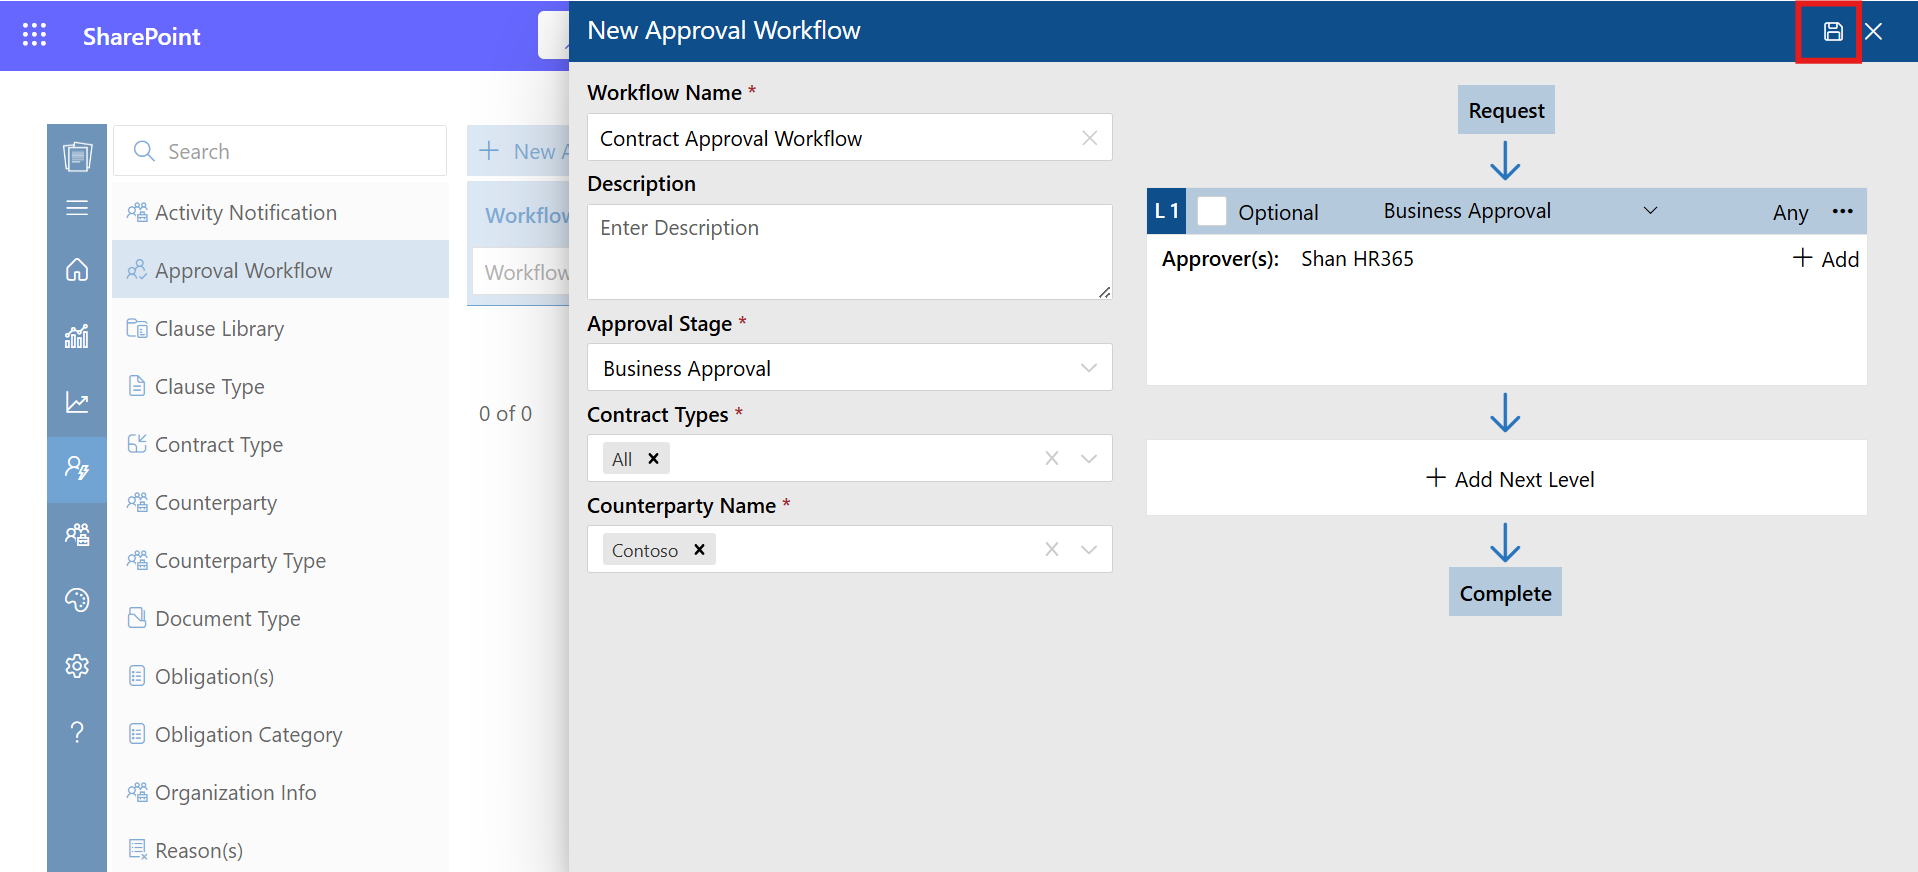 SharePoint
New Approval Workflow
Search
Activity Notification
Approval Workflow
Clause Library
Clause Type
Contract Type
Counterparty
Counterparty Type
Document Type
Obligation(s)
Obligation Category
Organization Info
Reason(s)
New A
Workflow
Workflow
0 of 0
Workflow Name *
Contract Approval Workflow
Description
Enter Description
Approval Stage *
Business Approval
Contract Types *
All
Counterparty Name *
Contoso
Request
L 1 Optional Business Approval Any
Approver(s): Shan HR365 + Add
+ Add Next Level
Complete